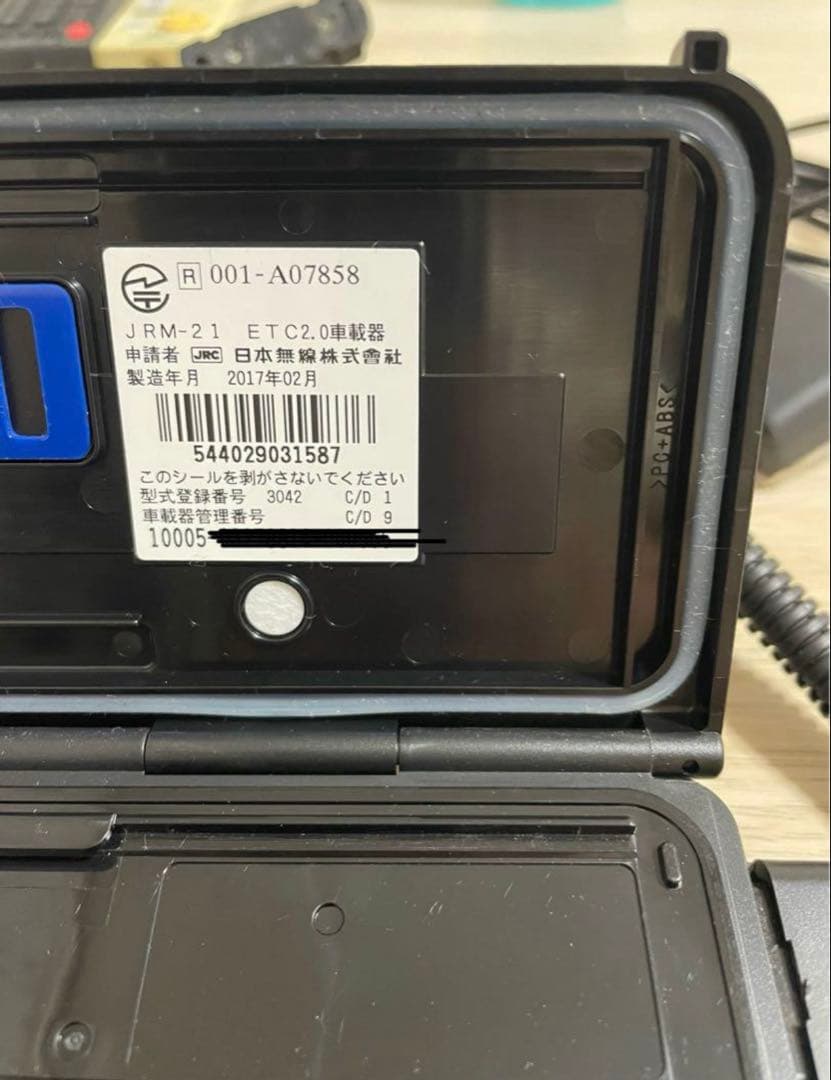 R 001-A07858
JRM-21 ETC2.0車載器
申請者 JRC 日本無線株式會社
製造年月 2017年02月
544029031587
このシールを剥がさないでください
型式登録番号 3042 C/D 1
車載器管理番号 C/D 9
10005-
>PC+ABS<